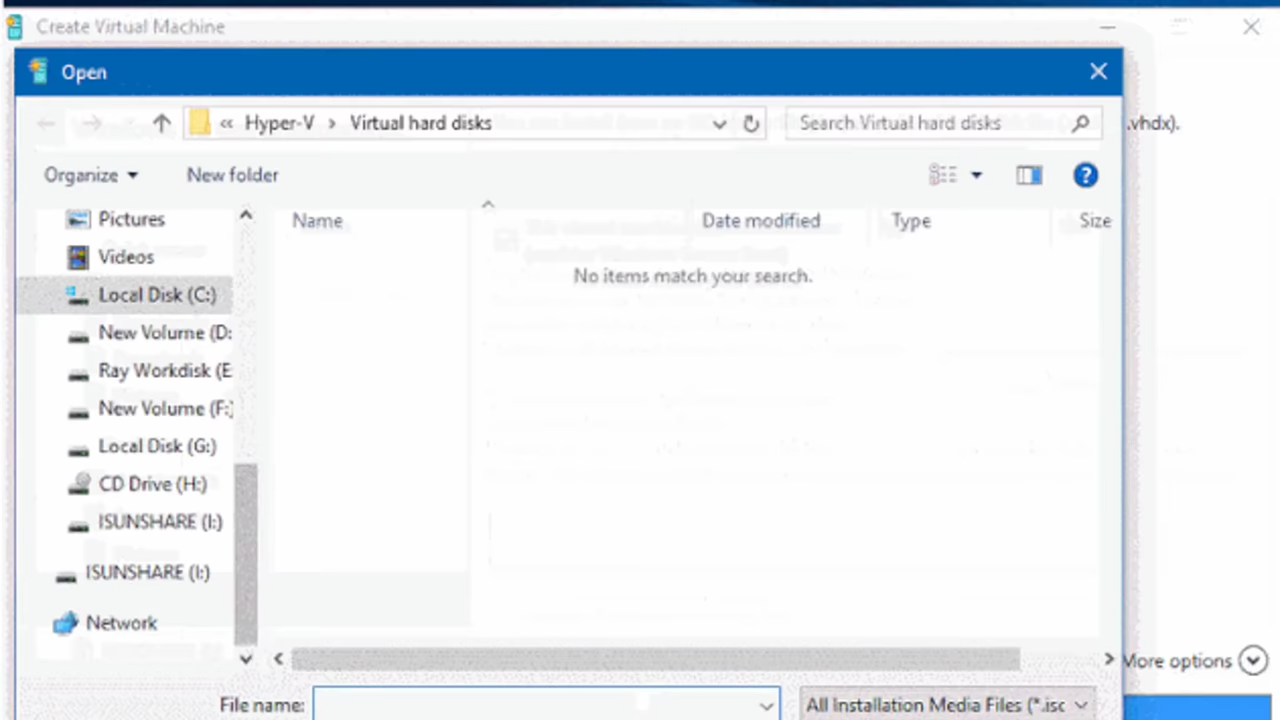 Create Virtual Machine
Open
« Hyper-V › Virtual hard disks
Search Virtual hard disks
.vhdx).
Organize
New folder
Pictures
Videos
Local Disk (C:)
New Volume (D:
Ray Workdisk (E
New Volume (F:)
Local Disk (G:)
CD Drive (H:)
ISUNSHARE (I:)
ISUNSHARE (I:)
Network
Name
Date modified
Type
Size
No items match your search.
More options
File name:
All Installation Media Files (*.isc